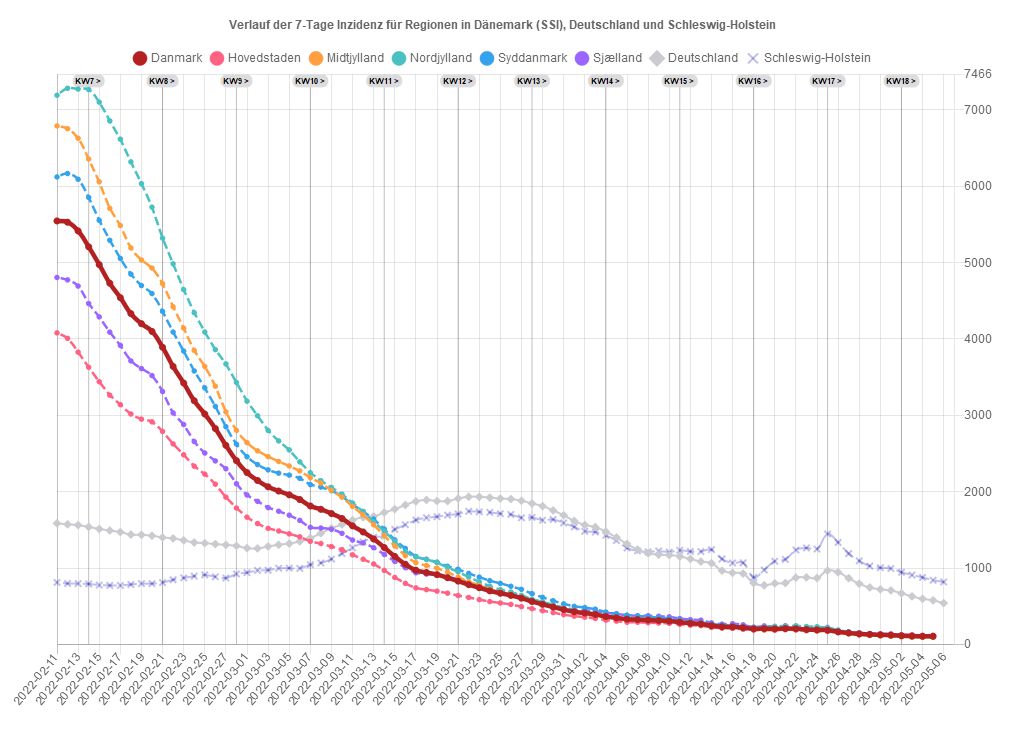 Verlauf der 7-Tage Inzidenz für Regionen in Dänemark (SSI), Deutschland und Schleswig-Holstein
Danmark Hovedstaden Midtjylland Nordjylland Syddanmark Sjælland Deutschland Schleswig-Holstein
KW7 > KW8 > KW9 > KW10 > KW11 > KW12 > KW13 > KW14 > KW15 > KW16 > KW17 > KW18 >
7466
7000
6000
5000
4000
3000
2000
1000
0
2022-02-11 2022-02-13 2022-02-15 2022-02-17 2022-02-19 2022-02-21 2022-02-23 2022-02-25 2022-02-27 2022-03-01 2022-03-03 2022-03-05 2022-03-07 2022-03-09 2022-03-11 2022-03-13 2022-03-15 2022-03-17 2022-03-19 2022-03-21 2022-03-23 2022-03-25 2022-03-27 2022-03-29 2022-03-31 2022-04-02 2022-04-04 2022-04-06 2022-04-08 2022-04-10 2022-04-12 2022-04-14 2022-04-16 2022-04-18 2022-04-20 2022-04-22 2022-04-24 2022-04-26 2022-04-28 2022-04-30 2022-05-02 2022-05-04 2022-05-06